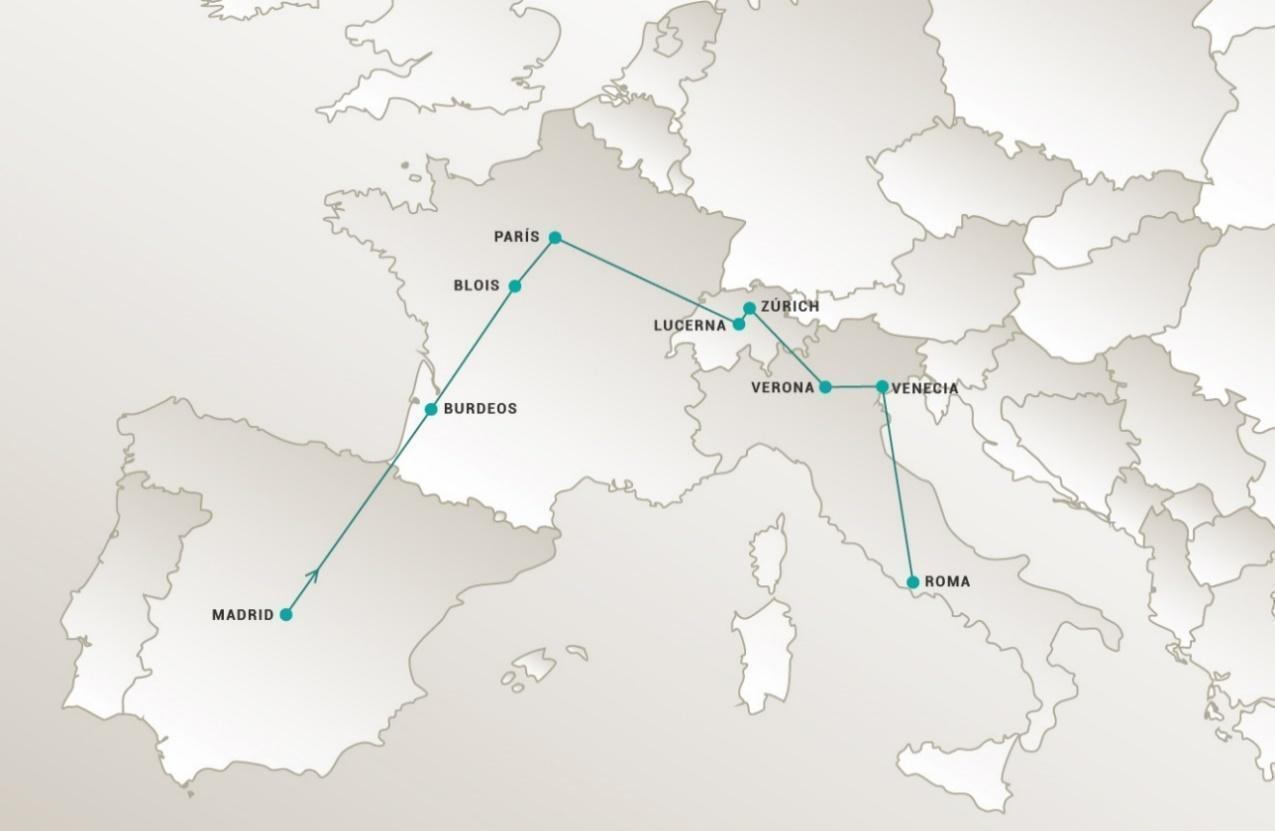 PARÍS
BLOIS
ZÚRICH
LUCERNA
VERONA
VENECIA
BURDEOS
ROMA
MADRID